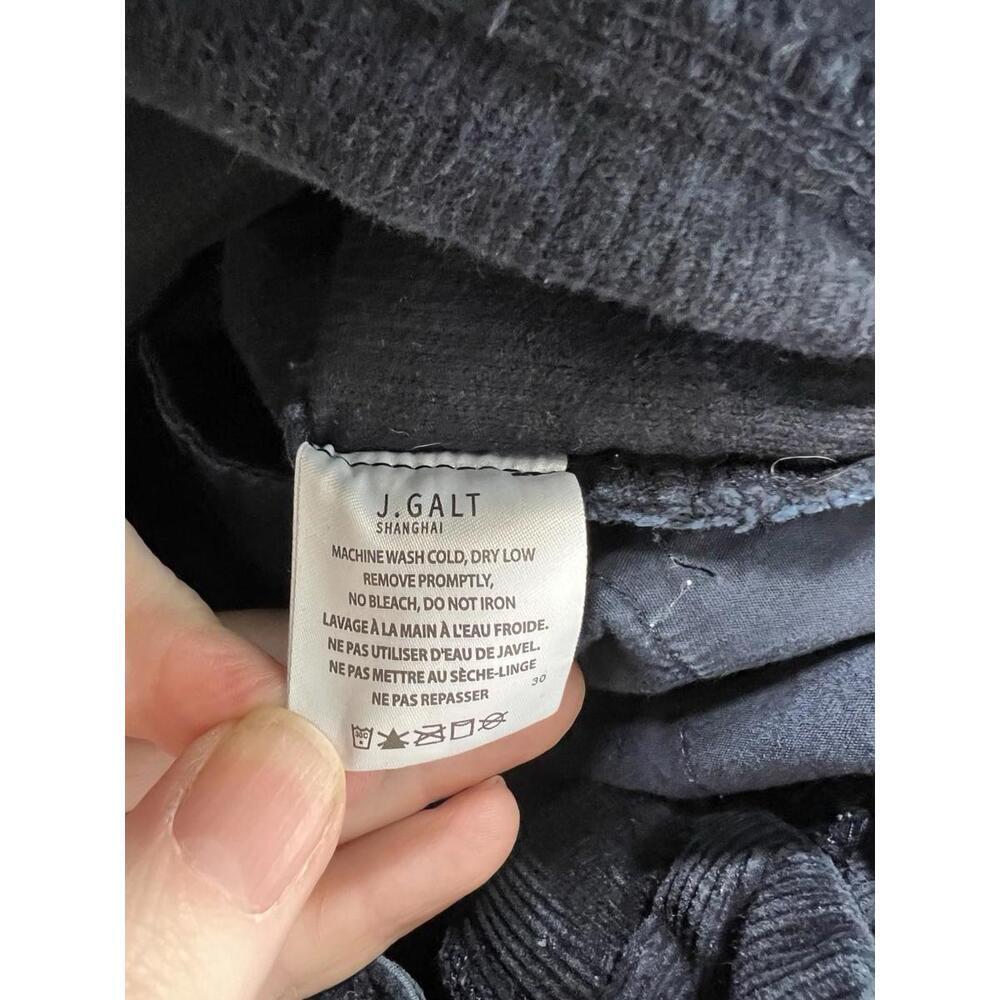 J.GALT
SHANGHAI
MACHINE WASH COLD, DRY LOW
REMOVE PROMPTLY,
NO BLEACH, DO NOT IRON
LAVAGE À LA MAIN À L'EAU FROIDE.
NE PAS UTILISER D'EAU DE JAVEL.
NE PAS METTRE AU SÈCHE-LINGE
NE PAS REPASSER
30
30C